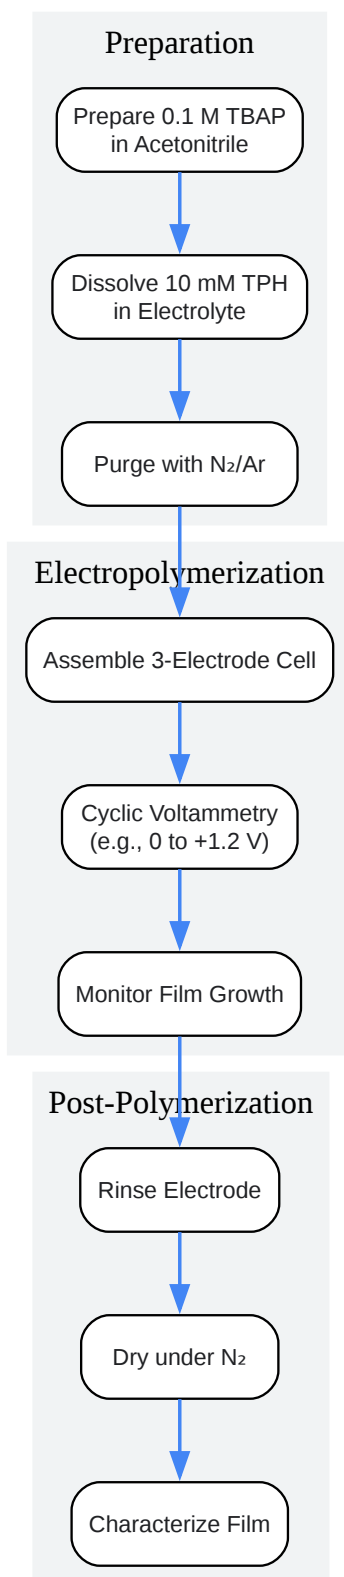 Preparation
Prepare 0.1 M TBAP
in Acetonitrile
Dissolve 10 mM TPH
in Electrolyte
Purge with N₂/Ar
Electropolymerization
Assemble 3-Electrode Cell
Cyclic Voltammetry
(e.g., 0 to +1.2 V)
Monitor Film Growth
Post-Polymerization
Rinse Electrode
Dry under N₂
Characterize Film